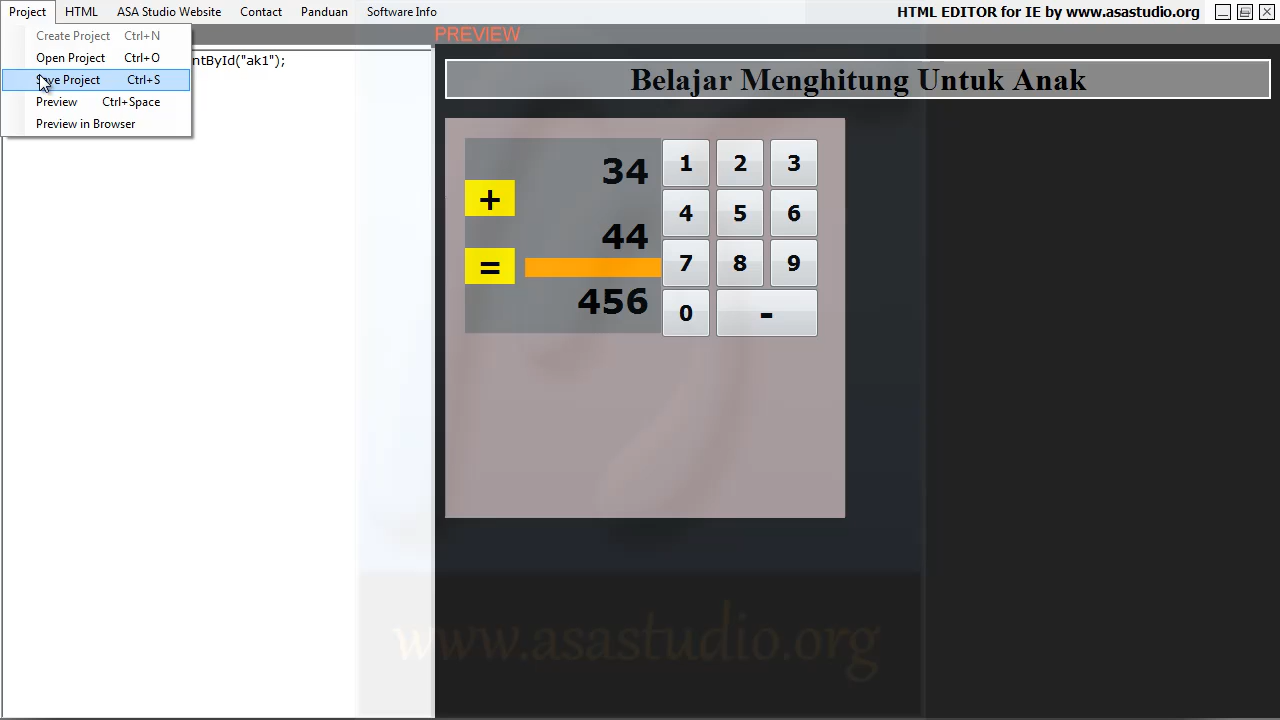 Project HTML ASA Studio Website Contact Panduan Software Info HTML EDITOR for IE by www.asastudio.org
Create Project Ctrl+N
Open Project Ctrl+O
Save Project Ctrl+S
Preview Ctrl+Space
Preview in Browser
ntById("ak1");
PREVIEW
Belajar Menghitung Untuk Anak
34
+
44
=
456
1 2 3
4 5 6
7 8 9
0 -
www.asastudio.org